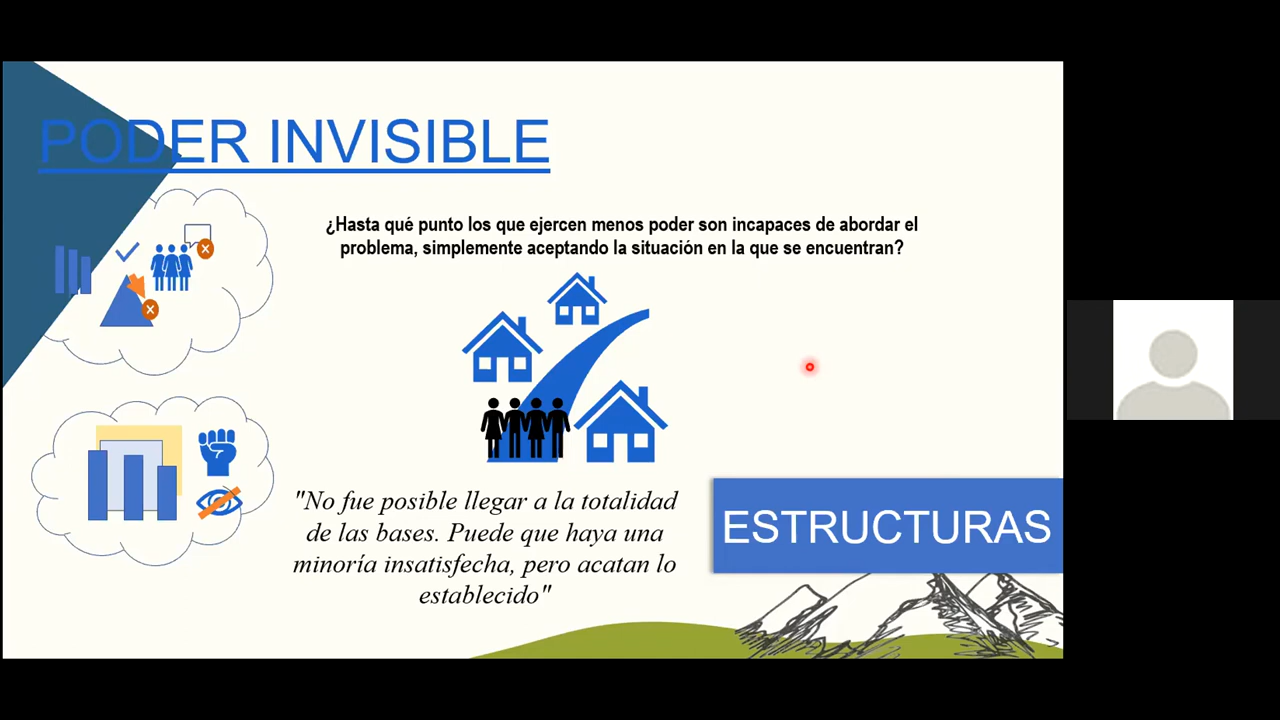 PODER INVISIBLE
¿Hasta qué punto los que ejercen menos poder son incapaces de abordar el
problema, simplemente aceptando la situación en la que se encuentran?
"No fue posible llegar a la totalidad
de las bases. Puede que haya una
minoría insatisfecha, pero acatan lo
establecido"
ESTRUCTURAS